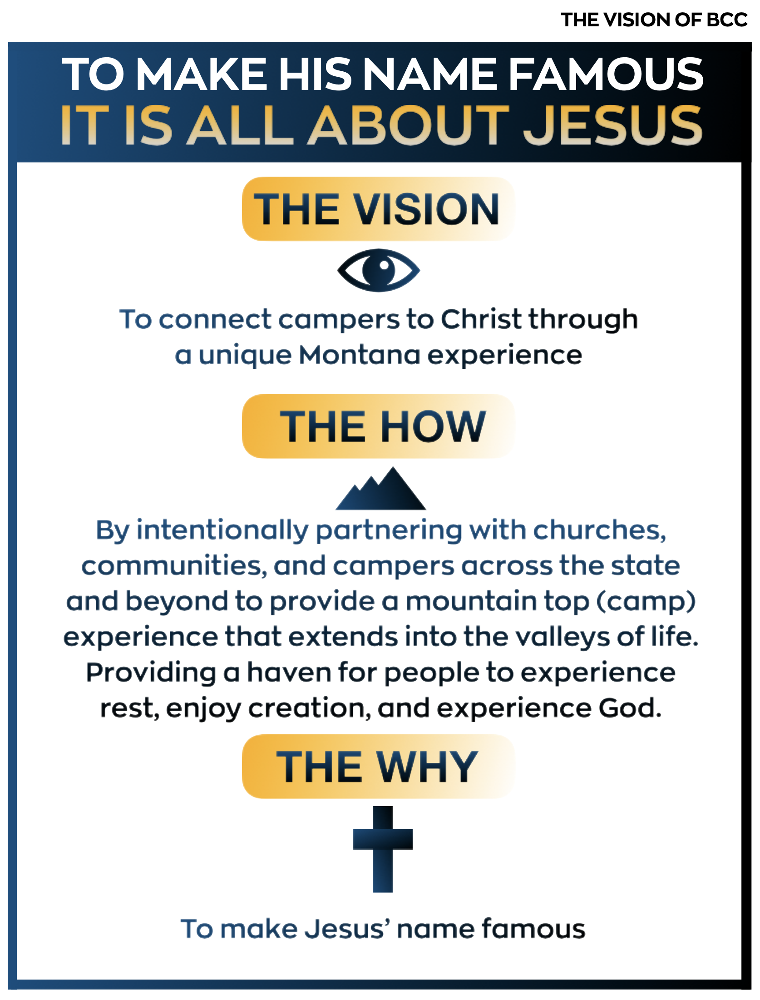 THE VISION OF BCC
TO MAKE HIS NAME FAMOUS
IT IS ALL ABOUT JESUS
THE VISION
To connect campers to Christ through
a unique Montana experience
THE HOW
By intentionally partnering with churches,
communities, and campers across the state
and beyond to provide a mountain top (camp)
experience that extends into the valleys of life.
Providing a haven for people to experience
rest, enjoy creation, and experience God.
THE WHY
To make Jesus’ name famous